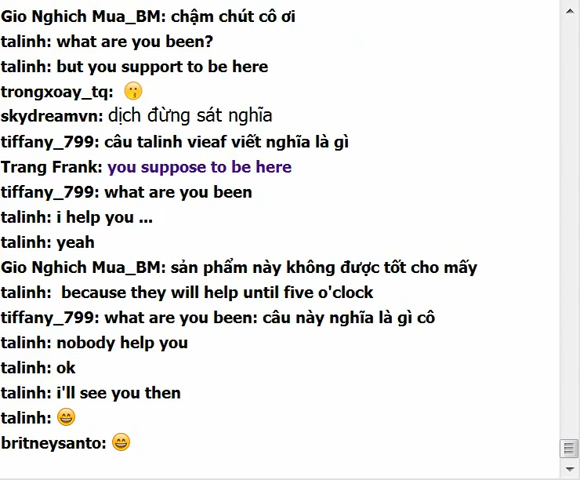 Gio Nghich Mua_BM: chậm chút cô ơi
talinh: what are you been?
talinh: but you support to be here
trongxoay_tq: 😗
skydreamvn: dịch đừng sát nghĩa
tiffany_799: câu talinh vieaf viết nghĩa là gì
Trang Frank: you suppose to be here
tiffany_799: what are you been
talinh: i help you ...
talinh: yeah
Gio Nghich Mua_BM: sản phẩm này không được tốt cho mấy
talinh:  because they will help until five o'clock
tiffany_799: what are you been: câu này nghĩa là gì cô
talinh: nobody help you
talinh: ok
talinh: i'll see you then
talinh: 😄
britneysanto: 😄